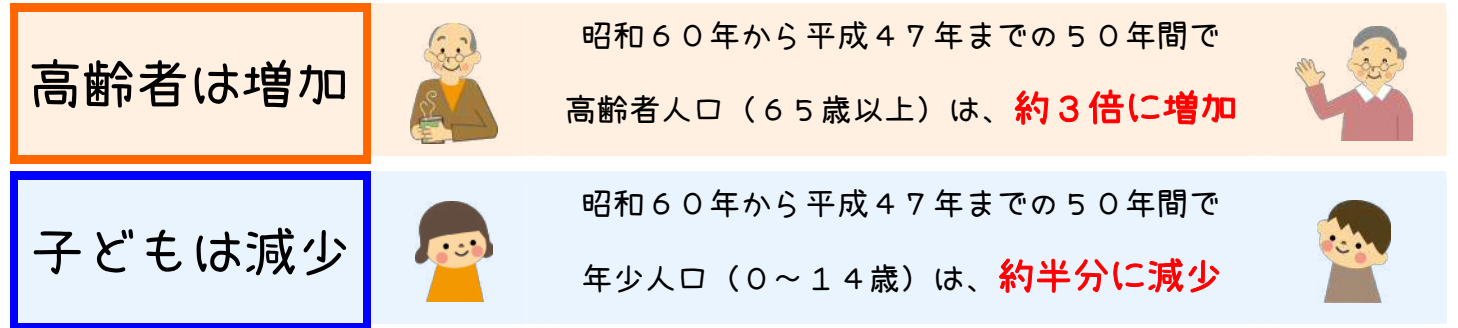 高齢者は増加
昭和60年から平成47年までの50年間で
高齢者人口（65歳以上）は、約3倍に増加
子どもは減少
昭和60年から平成47年までの50年間で
年少人口（0～14歳）は、約半分に減少